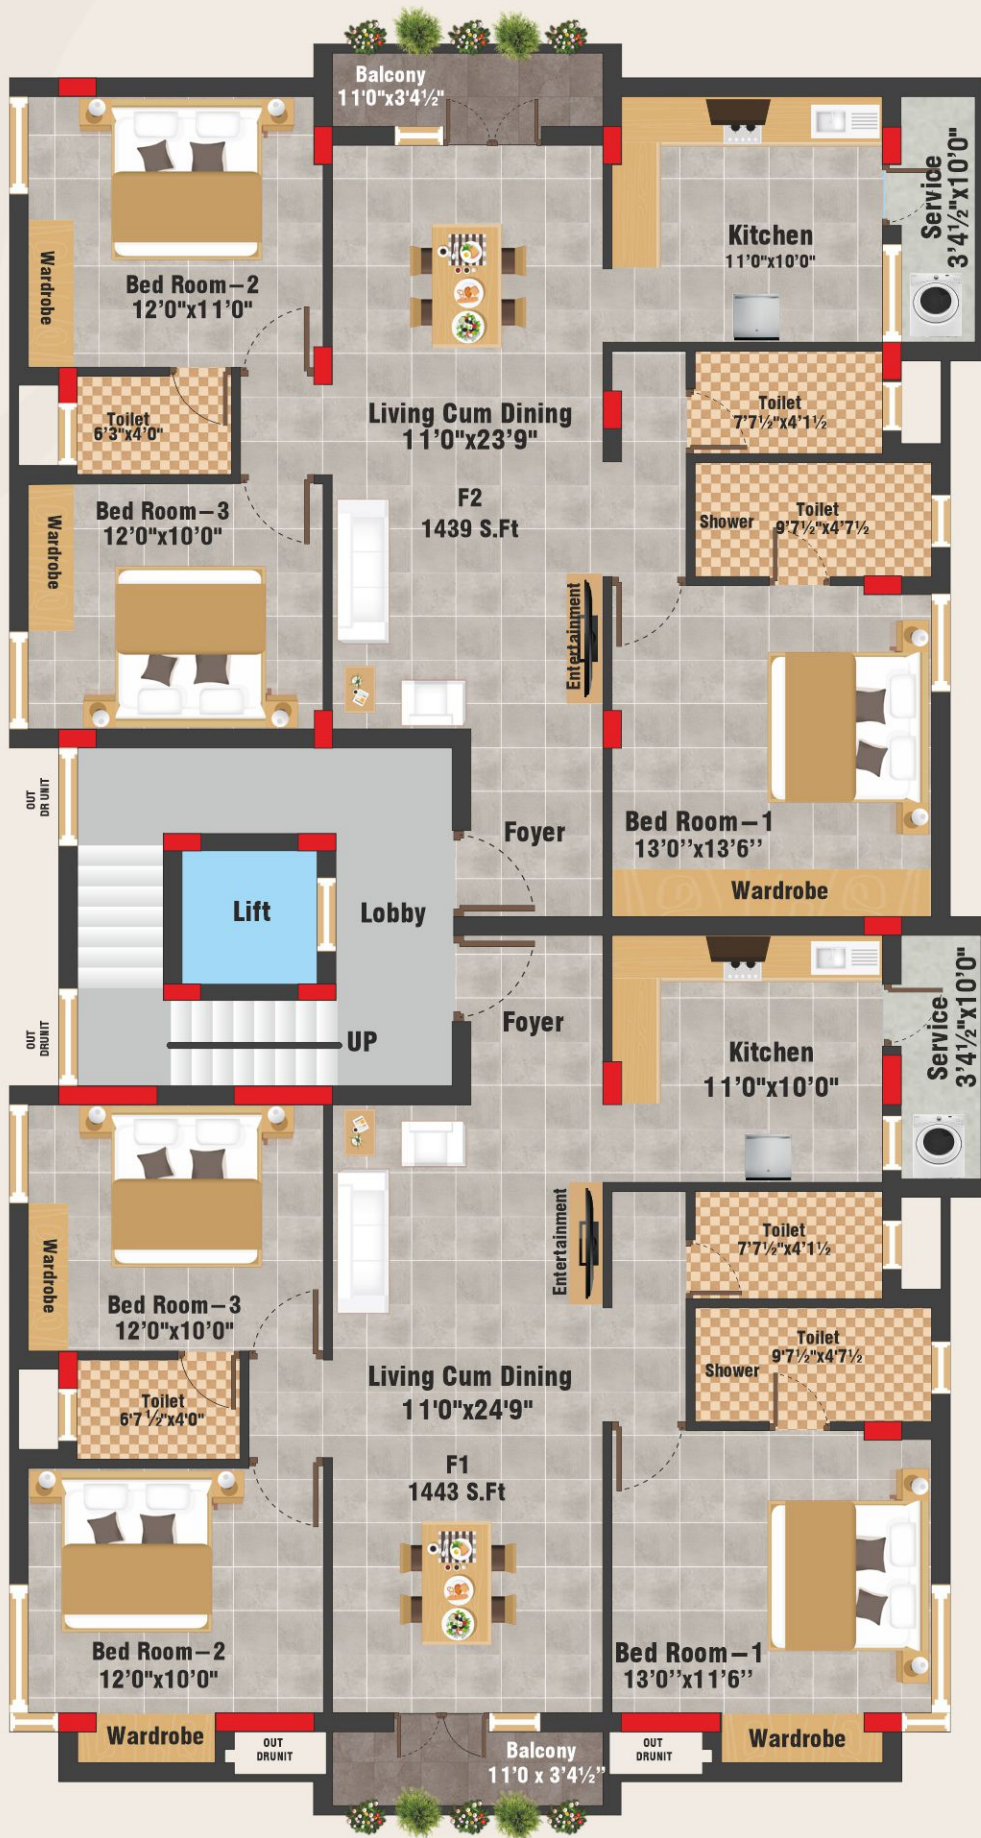 Balcony
11'0"x3'4½"
Bed Room–2
12'0"x11'0"
Wardrobe
Kitchen
11'0"x10'0"
Service
3'4½"x10'0"
Toilet
6'3"x4'0"
Living Cum Dining
11'0"x23'9"
Toilet
7'7½"x4'1½
F2
1439 S.Ft
Bed Room–3
12'0"x10'0"
Wardrobe
Shower
Toilet
9'7½"x4'7½
Entertainment
Bed Room–1
13'0''x13'6''
Wardrobe
OUT
DR UNIT
Foyer
Lift
Lobby
OUT
DRUNIT
UP
Foyer
Kitchen
11'0"x10'0"
Service
3'4½"x10'0"
Wardrobe
Bed Room–3
12'0"x10'0"
Entertainment
Toilet
7'7½"x4'1½
Toilet
9'7½"x4'7½
Shower
Toilet
6'7½"x4'0"
Living Cum Dining
11'0"x24'9"
F1
1443 S.Ft
Bed Room–2
12'0"x10'0"
Bed Room–1
13'0''x11'6''
Wardrobe
OUT
DRUNIT
Balcony
11'0 x 3'4½"
OUT
DRUNIT
Wardrobe